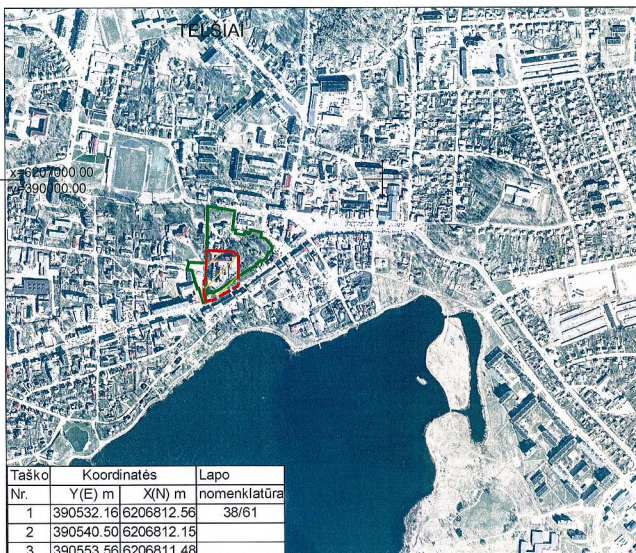 TELŠIAI
x=6207000.00
y=390000.00
Taško Koordinatės Lapo
Nr. Y(E) m X(N) m nomenklatūra
1 390532.16 6206812.56 38/61
2 390540.50 6206812.15
3 390553.56 6206811.48